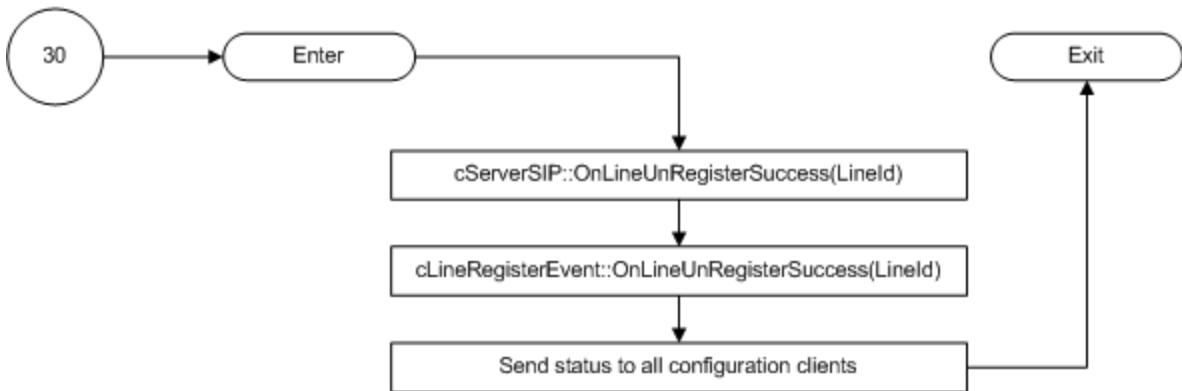 30
Enter
Exit
cServerSIP::OnLineUnRegisterSuccess(LineId)
cLineRegisterEvent::OnLineUnRegisterSuccess(LineId)
Send status to all configuration clients